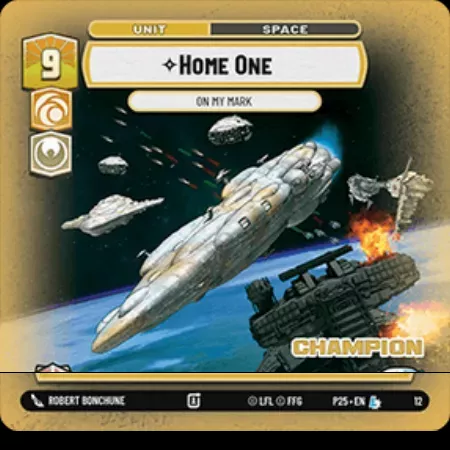 UNIT
SPACE
9
HOME ONE
ON MY MARK
CHAMPION
ROBERT BONCHUNE
© LFL © FFG
P25 • EN
12